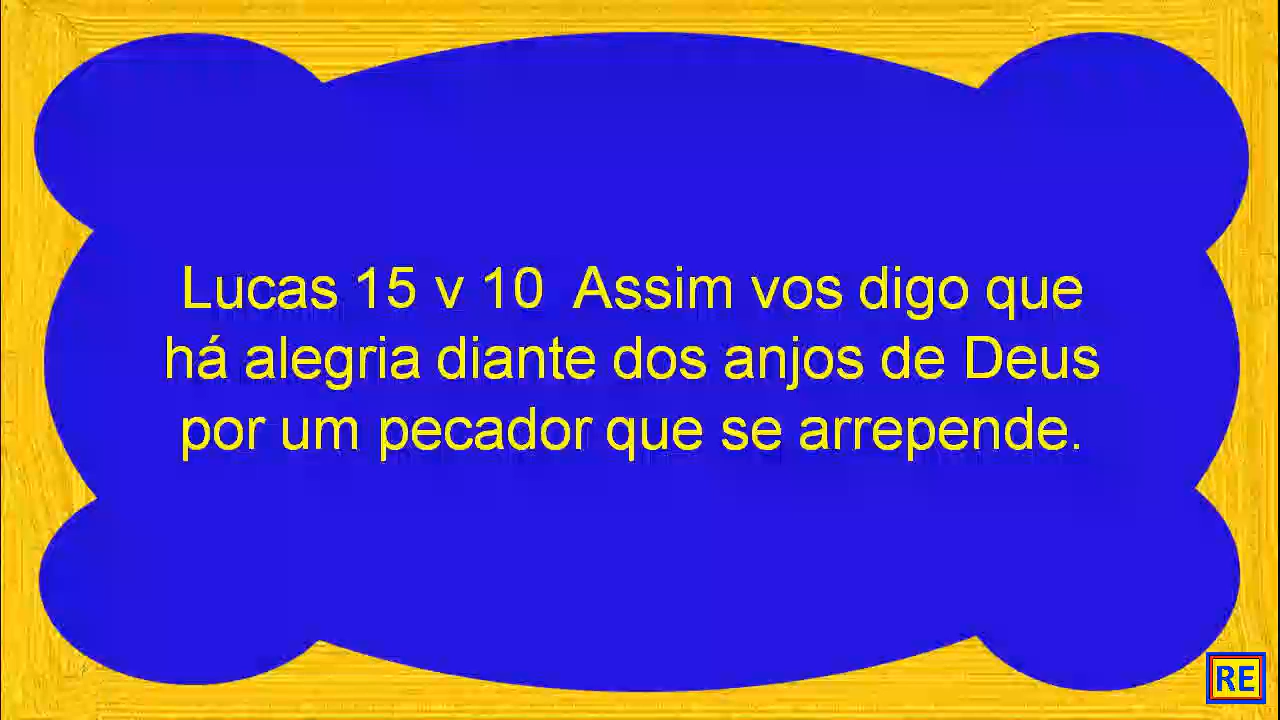 Lucas 15 v 10  Assim vos digo que
há alegria diante dos anjos de Deus
por um pecador que se arrepende.
RE